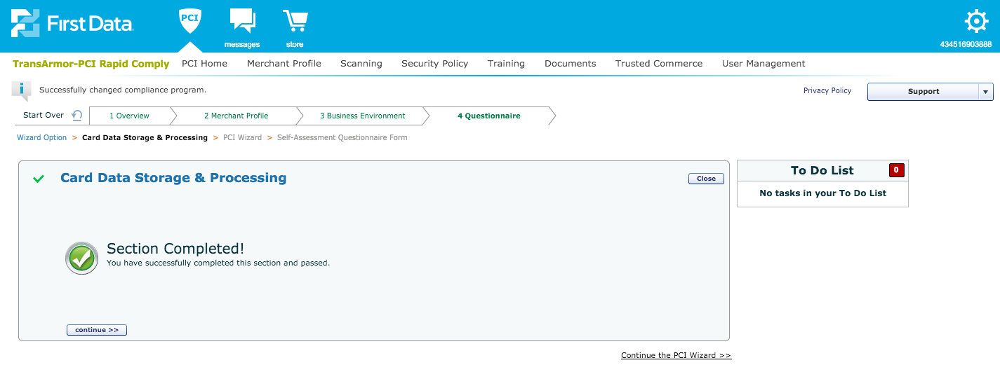 First Data.
PCI
messages
store
434516903888
TransArmor-PCI Rapid Comply PCI Home Merchant Profile Scanning Security Policy Training Documents Trusted Commerce User Management
i Successfully changed compliance program.
Privacy Policy
Support
Start Over 1 Overview 2 Merchant Profile 3 Business Environment 4 Questionnaire
Wizard Option > Card Data Storage & Processing > PCI Wizard > Self-Assessment Questionnaire Form
Card Data Storage & Processing
Close
To Do List 0
No tasks in your To Do List
Section Completed!
You have successfully completed this section and passed.
continue >>
Continue the PCI Wizard >>